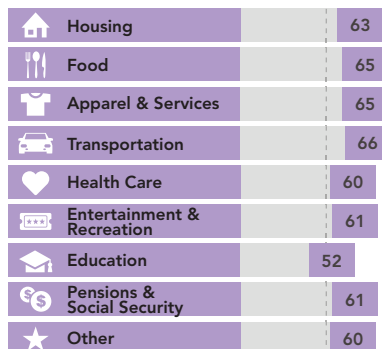 Housing 63
Food 65
Apparel & Services 65
Transportation 66
Health Care 60
Entertainment &
Recreation 61
Education 52
$ $ Pensions &
Social Security 61
Other 60